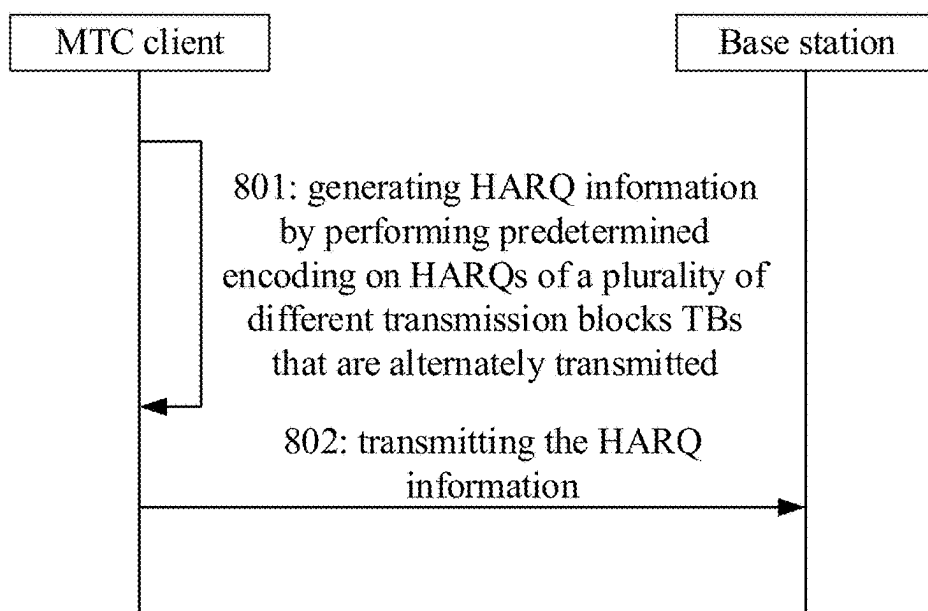 MTC client
Base station
801: generating HARQ information
by performing predetermined
encoding on HARQs of a plurality of
different transmission blocks TBs
that are alternately transmitted
802: transmitting the HARQ
information